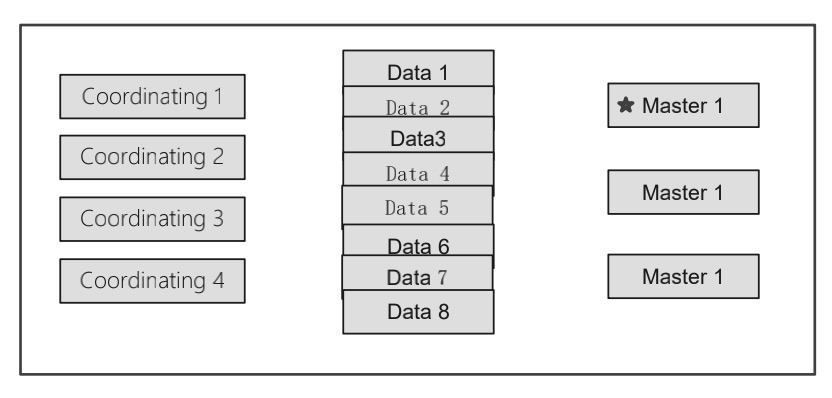 Coordinating 1
Coordinating 2
Coordinating 3
Coordinating 4
Data 1
Data 2
Data3
Data 4
Data 5
Data 6
Data 7
Data 8
★ Master 1
Master 1
Master 1